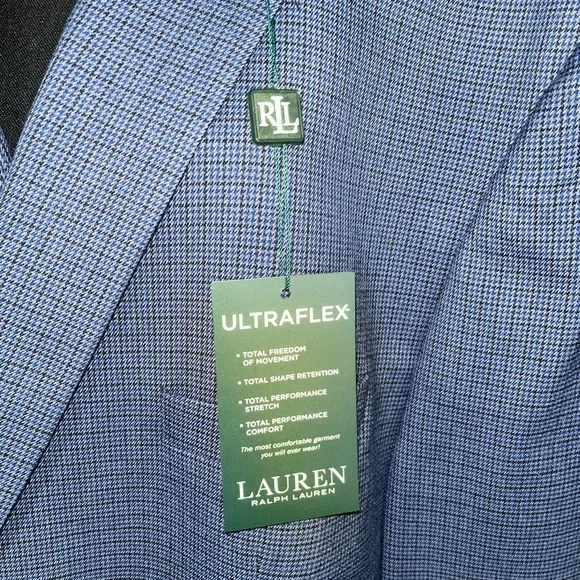 RLL
ULTRAFLEX
▪ TOTAL FREEDOM
OF MOVEMENT
▪ TOTAL SHAPE RETENTION
▪ TOTAL PERFORMANCE
STRETCH
▪ TOTAL PERFORMANCE
COMFORT
The most comfortable garment
you will ever wear!
LAUREN
RALPH LAUREN